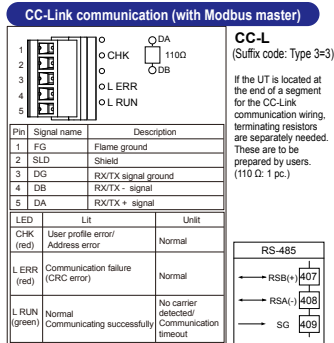 CC-Link communication (with Modbus master)
1
2
3
4
5
CHK
L ERR
L RUN
DA
110Ω
DB
CC-L
(Suffix code: Type 3=3)
If the UT is located at
the end of a segment
for the CC-Link
communication wiring,
terminating resistors
are separately needed.
These are to be
prepared by users.
(110 Ω: 1 pc.)
Pin Signal name Description
1 FG Flame ground
2 SLD Shield
3 DG RX/TX signal ground
4 DB RX/TX - signal
5 DA RX/TX + signal
LED Lit Unlit
CHK
(red)
User profile error/
Address error
Normal
L ERR
(red)
Communication failure
(CRC error)
Normal
L RUN
(green)
Normal
Communicating successfully
No carrier
detected/
Communication
timeout
RS-485
RSB(+) 407
RSA(-) 408
SG 409